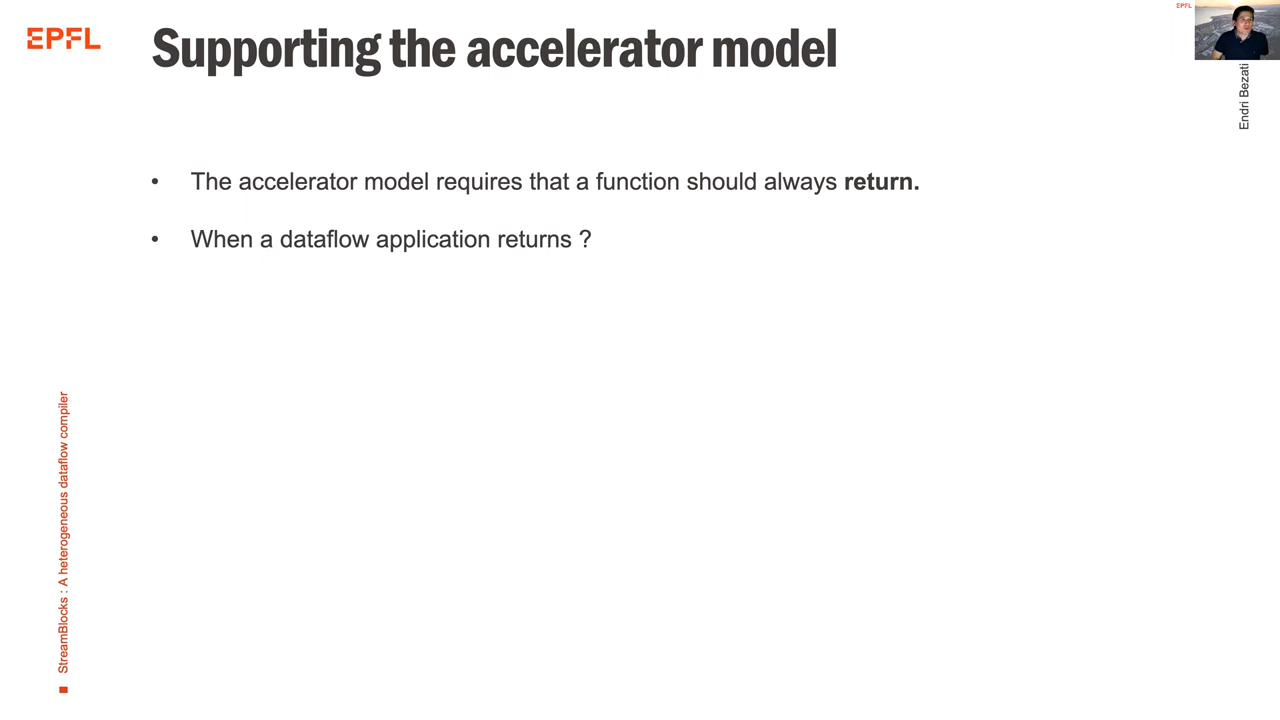 EPFL
Supporting the accelerator model
EPFL
Endri Bezati
• The accelerator model requires that a function should always return.
• When a dataflow application returns ?
StreamBlocks : A heterogeneous dataflow compiler